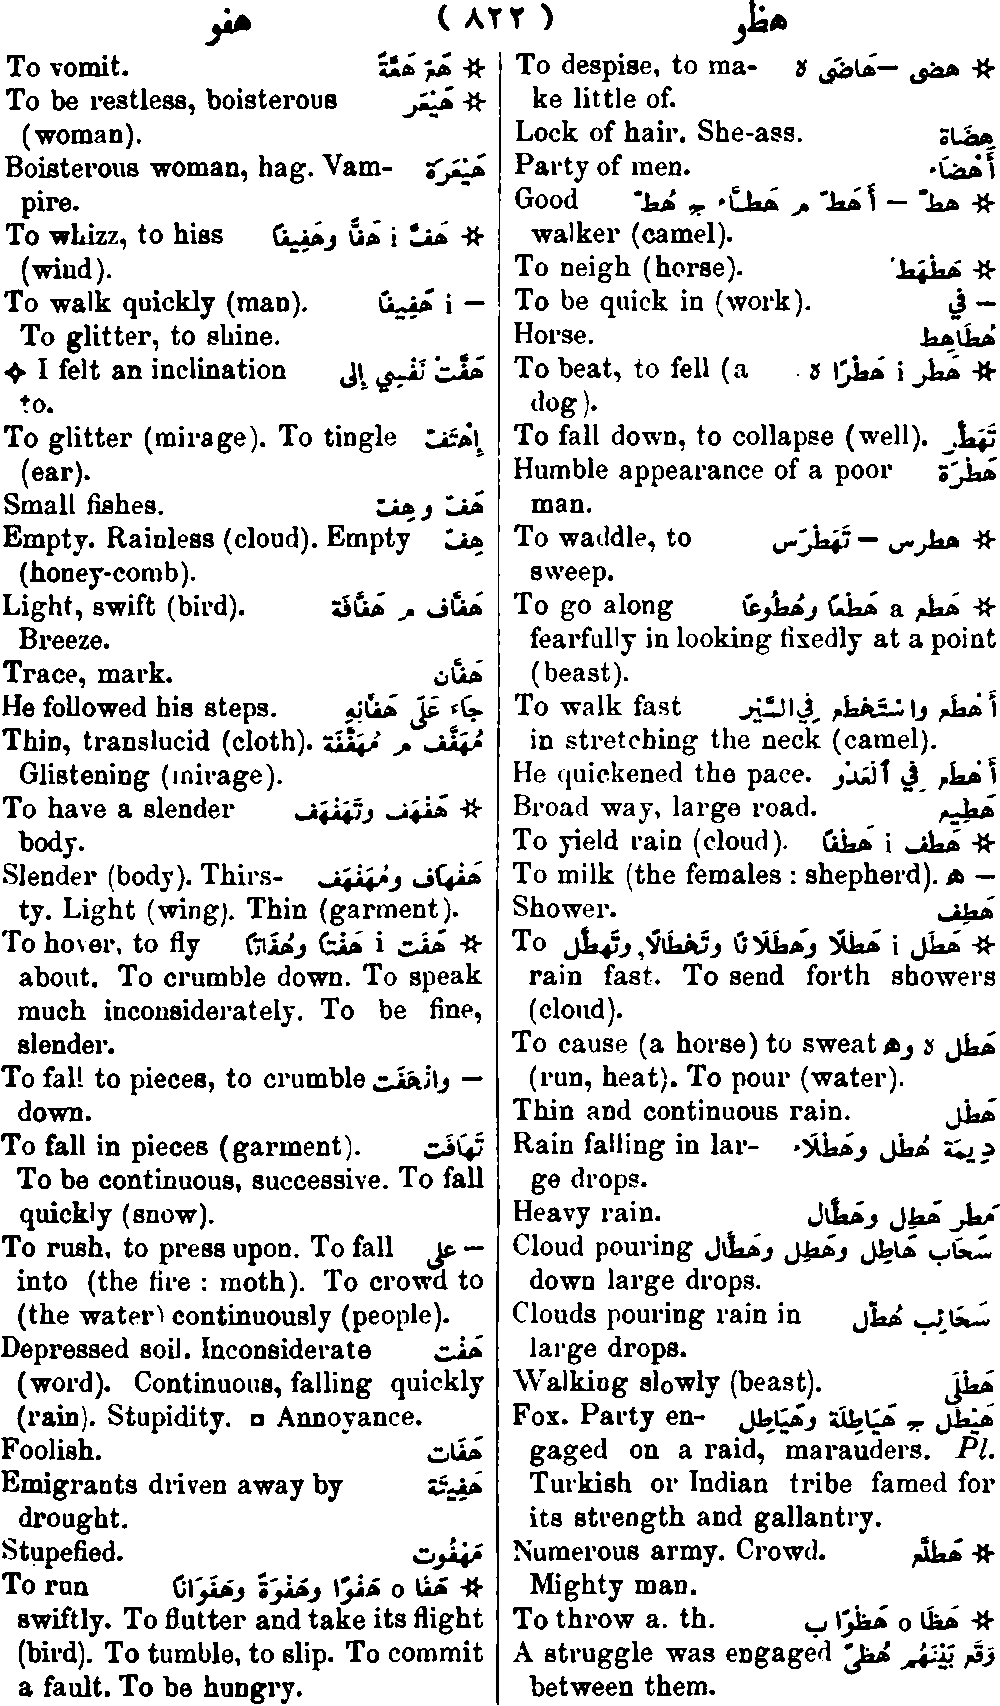 هظو ( ٨٢٢ ) هفو
To despise, to ma- ✲ هضى – هَاضَى ه
ke little of.
Lock of hair. She-ass. هِضَاة
Party of men. أَهْضَاء
Good ✲ هطّ – أَهَطّ م هَطَّاء ج هُطّ
walker (camel).
To neigh (horse). ✲ هَطْهَط
To be quick in (work). – في
Horse. هُطَاهِط
To beat, to fell (a ✲ هَطَر i هَطْرًا ه
dog).
To fall down, to collapse (well). تَهَطَّر
Humble appearance of a poor هَطْرَة
man.
To waddle, to ✲ هطرس – تَهَطْرَس
sweep.
To go along ✲ هَطَع a هَطْعًا وهُطُوعًا
fearfully in looking fixedly at a point
(beast).
To walk fast أَهْطَع واسْتَهْطَع في السَّيْر
in stretching the neck (camel).
He quickened the pace. أَهْطَع في ٱلْعَدْو
Broad way, large road. هَطِيع
To yield rain (cloud). ✲ هَطَف i هَطْفًا
To milk (the females : shepherd). – ه
Shower. هَطِف
To ✲ هَطَل i هَطْلًا وهَطَلَانًا وتَهْطَالًا, وتَهَطَّل
rain fast. To send forth showers
(cloud).
To cause (a horse) to sweat هَطَل ه وه
(run, heat). To pour (water).
Thin and continuous rain. هَطْل
Rain falling in lar- دِيمَة هُطْل وهَطْلَاء
ge drops.
Heavy rain. مَطَر هَطِل وهَطَّال
Cloud pouring سَحَاب هَاطِل وهَطِل وهَطَّال
down large drops.
Clouds pouring rain in سَحَائِب هُطَّل
large drops.
Walking slowly (beast). هَطْلَى
Fox. Party en- هَيْطَل ج هَيَاطِلَة وهَيَاطِل
gaged on a raid, marauders. Pl.
Turkish or Indian tribe famed for
its strength and gallantry.
Numerous army. Crowd. ✲ هَطَلَّع
Mighty man.
To throw a. th. ✲ هَظَا o هَظْوًا ب
A struggle was engaged وَقَع بَيْنَهُم هُظَيّ
between them.
To vomit. ✲ هَعَّ هَعَّةً
To be restless, boisterous ✲ هَيْعَر
(woman).
Boisterous woman, hag. Vam- هَيْعَرَة
pire.
To whizz, to hiss ✲ هَفَّ i هَفًّا وهَفِيفًا
(wind).
To walk quickly (man). – i هَفِيفًا
To glitter, to shine.
❖ I felt an inclination هَفَّتْ نَفْسِي إِلى
to.
To glitter (mirage). To tingle إِهْتَفّ
(ear).
Small fishes. هَفّ وهِفّ
Empty. Rainless (cloud). Empty هِفّ
(honey-comb).
Light, swift (bird). هَفَّاف م هَفَّافَة
Breeze.
Trace, mark. هَفَّان
He followed his steps. جَاء عَلَى هَفَّانِهِ
Thin, translucid (cloth). مُهَفَّف م مُهَفَّفَة
Glistening (mirage).
To have a slender ✲ هَفْهَف وتَهَفْهَف
body.
Slender (body). Thirs- هَفْهَاف ومُهَفْهَف
ty. Light (wing). Thin (garment).
To hover, to fly ✲ هَفَت i هَفْتًا وهُفَاتًا
about. To crumble down. To speak
much inconsiderately. To be fine,
slender.
To fall to pieces, to crumble – وانْهَفَت
down.
To fall in pieces (garment). تَهَافَت
To be continuous, successive. To fall
quickly (snow).
To rush, to press upon. To fall – على
into (the fire : moth). To crowd to
(the water) continuously (people).
Depressed soil. Inconsiderate هَفْت
(word). Continuous, falling quickly
(rain). Stupidity. ▫ Annoyance.
Foolish. هَفَات
Emigrants driven away by هَفِيتَة
drought.
Stupefied. مَهْفُوت
To run ✲ هَفَا o هَفْوًا وهَفْوَةً وهَفَوَانًا
swiftly. To flutter and take its flight
(bird). To tumble, to slip. To commit
a fault. To be hungry.